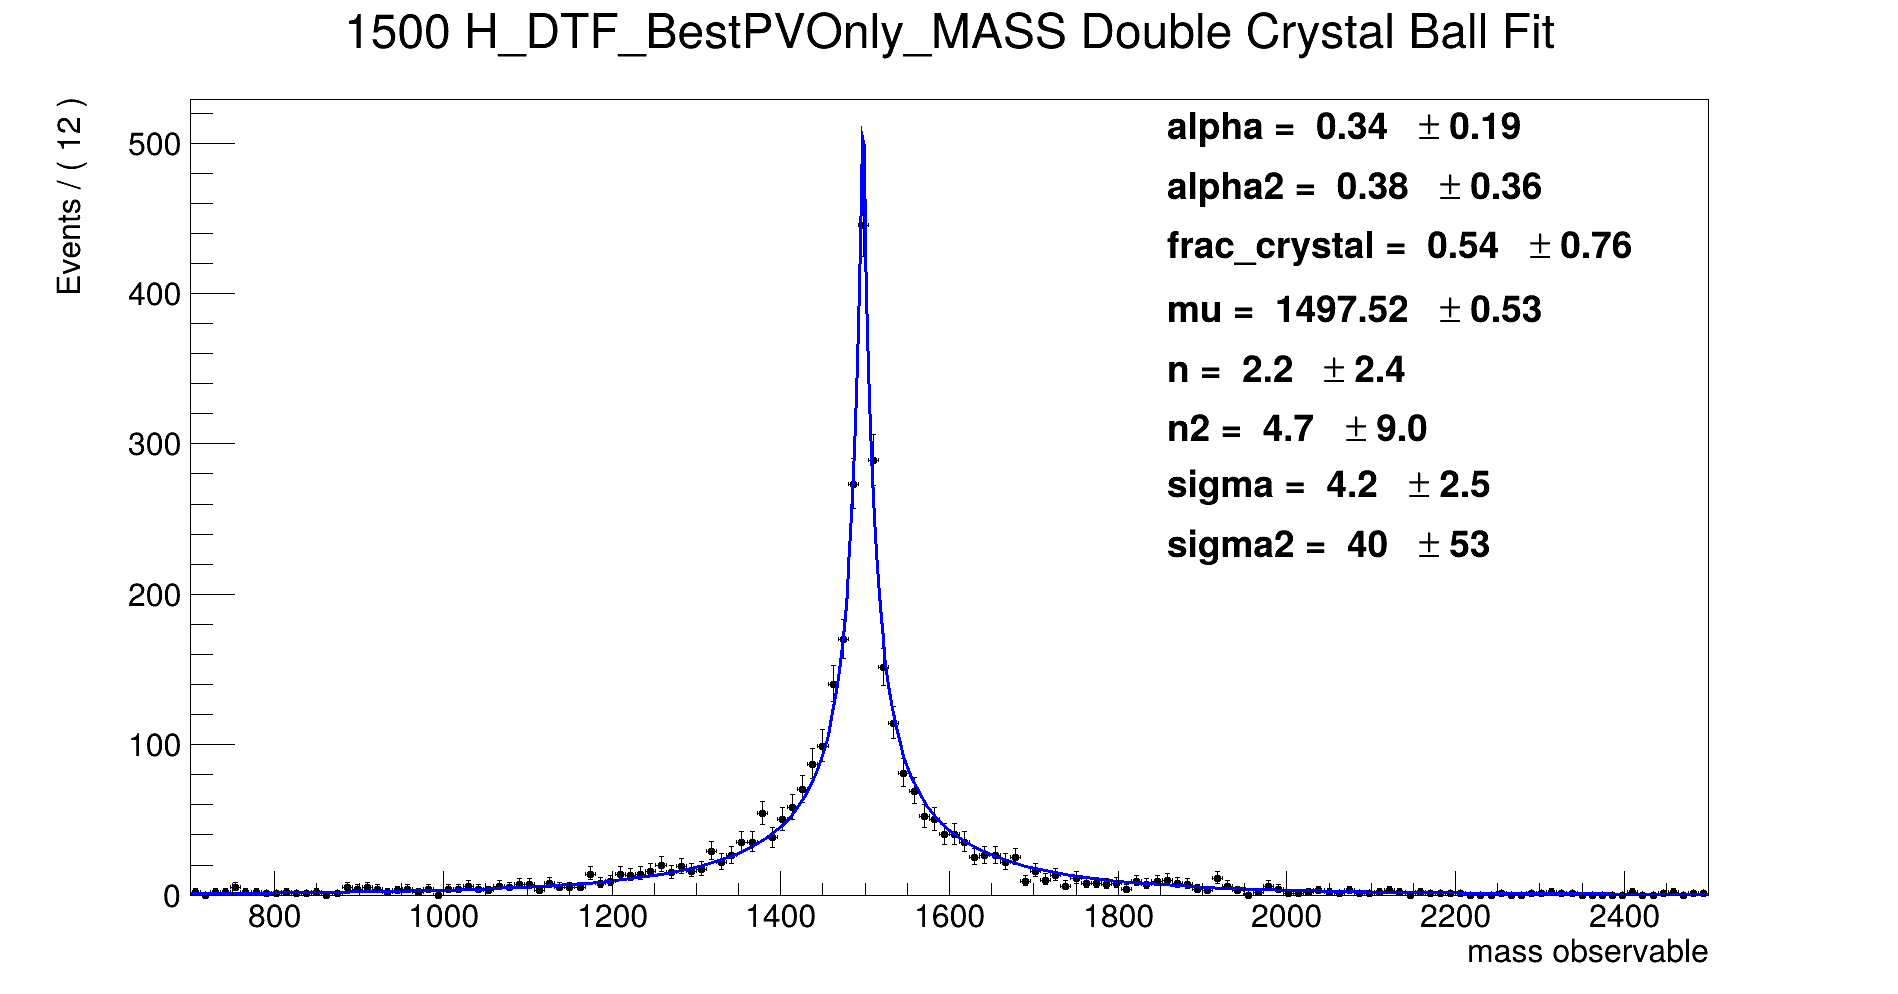 1500 H_DTF_BestPVOnly_MASS Double Crystal Ball Fit
Events / ( 12 )
500
400
300
200
100
0
alpha = 0.34 ± 0.19
alpha2 = 0.38 ± 0.36
frac_crystal = 0.54 ± 0.76
mu = 1497.52 ± 0.53
n = 2.2 ± 2.4
n2 = 4.7 ± 9.0
sigma = 4.2 ± 2.5
sigma2 = 40 ± 53
800 1000 1200 1400 1600 1800 2000 2200 2400
mass observable